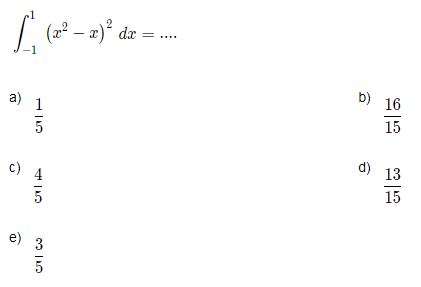 ∫_{-1}^{1} (x² − x)² dx = ....
a) 1/5 b) 16/15
c) 4/5 d) 13/15
e) 3/5